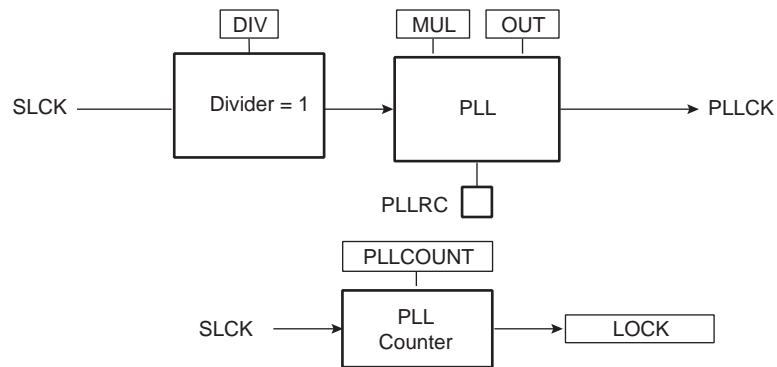 DIV
MUL
OUT
SLCK
Divider = 1
PLL
PLLCK
PLLRC
PLLCOUNT
SLCK
PLL
Counter
LOCK